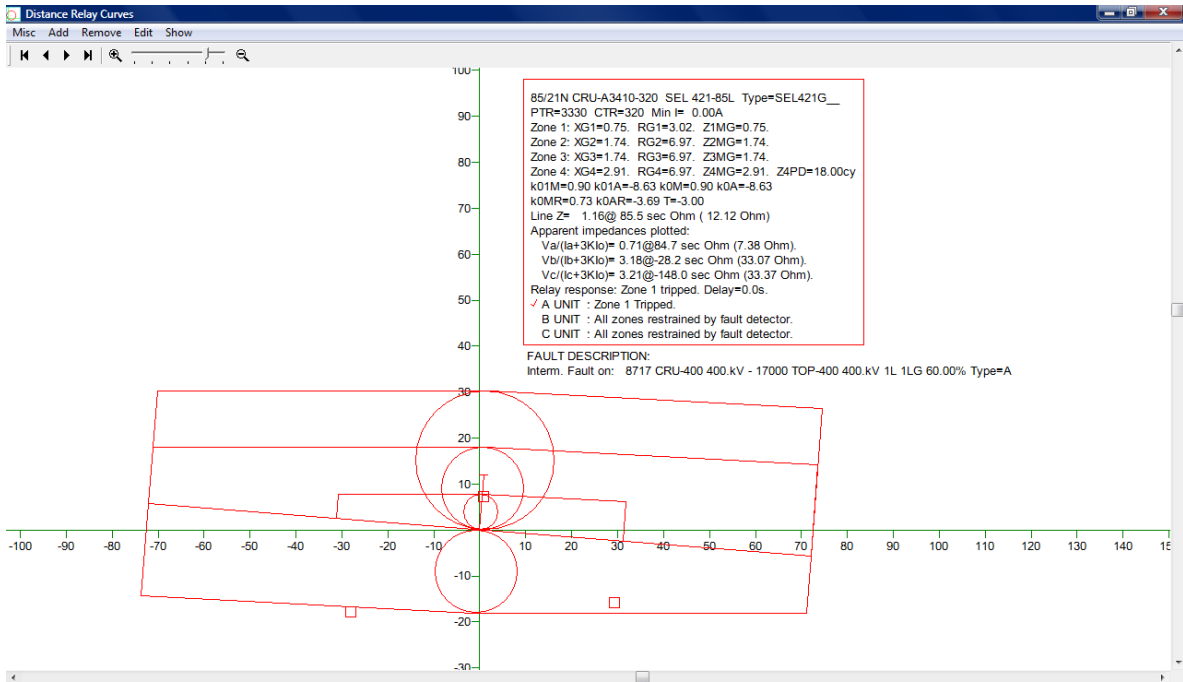 Distance Relay Curves
Misc Add Remove Edit Show
85/21N CRU-A3410-320 SEL 421-85L Type=SEL421G__
PTR=3330 CTR=320 Min I= 0.00A
Zone 1: XG1=0.75. RG1=3.02. Z1MG=0.75.
Zone 2: XG2=1.74. RG2=6.97. Z2MG=1.74.
Zone 3: XG3=1.74. RG3=6.97. Z3MG=1.74.
Zone 4: XG4=2.91. RG4=6.97. Z4MG=2.91. Z4PD=18.00cy
k01M=0.90 k01A=-8.63 k0M=0.90 k0A=-8.63
k0MR=0.73 k0AR=-3.69 T=-3.00
Line Z= 1.16@ 85.5 sec Ohm ( 12.12 Ohm)
Apparent impedances plotted:
Va/(Ia+3KIo)= 0.71@84.7 sec Ohm (7.38 Ohm).
Vb/(Ib+3KIo)= 3.18@-28.2 sec Ohm (33.07 Ohm).
Vc/(Ic+3KIo)= 3.21@-148.0 sec Ohm (33.37 Ohm).
Relay response: Zone 1 tripped. Delay=0.0s.
✓ A UNIT : Zone 1 Tripped.
B UNIT : All zones restrained by fault detector.
C UNIT : All zones restrained by fault detector.
FAULT DESCRIPTION:
Interm. Fault on: 8717 CRU-400 400.kV - 17000 TOP-400 400.kV 1L 1LG 60.00% Type=A
100
90
80
70
60
50
40
30
20
10
-10
-20
-30
-100 -90 -80 -70 -60 -50 -40 -30 -20 -10 10 20 30 40 50 60 70 80 90 100 110 120 130 140 15